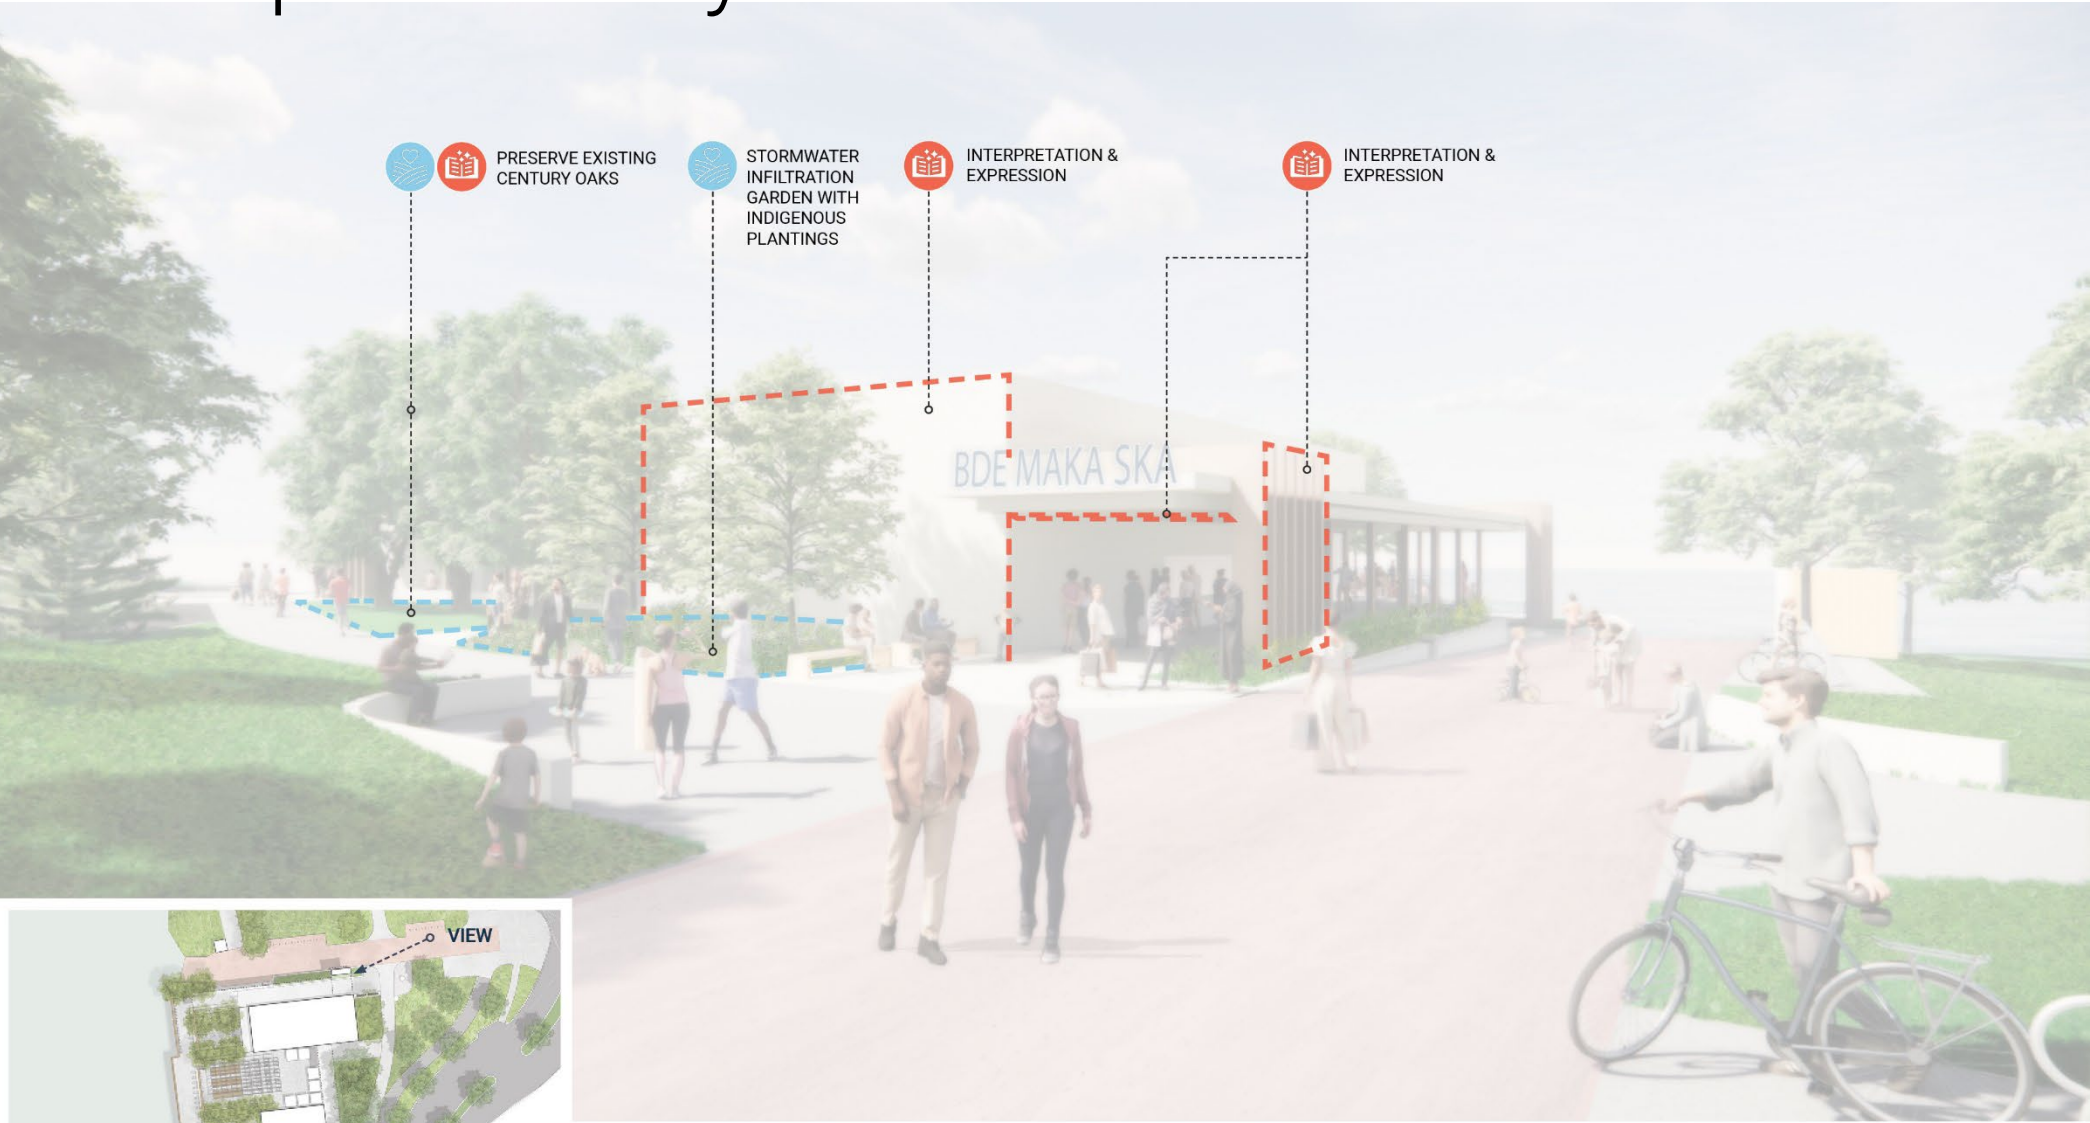 PRESERVE EXISTING
CENTURY OAKS
STORMWATER
INFILTRATION
GARDEN WITH
INDIGENOUS
PLANTINGS
INTERPRETATION &
EXPRESSION
INTERPRETATION &
EXPRESSION
BDE MAKA SKA
VIEW